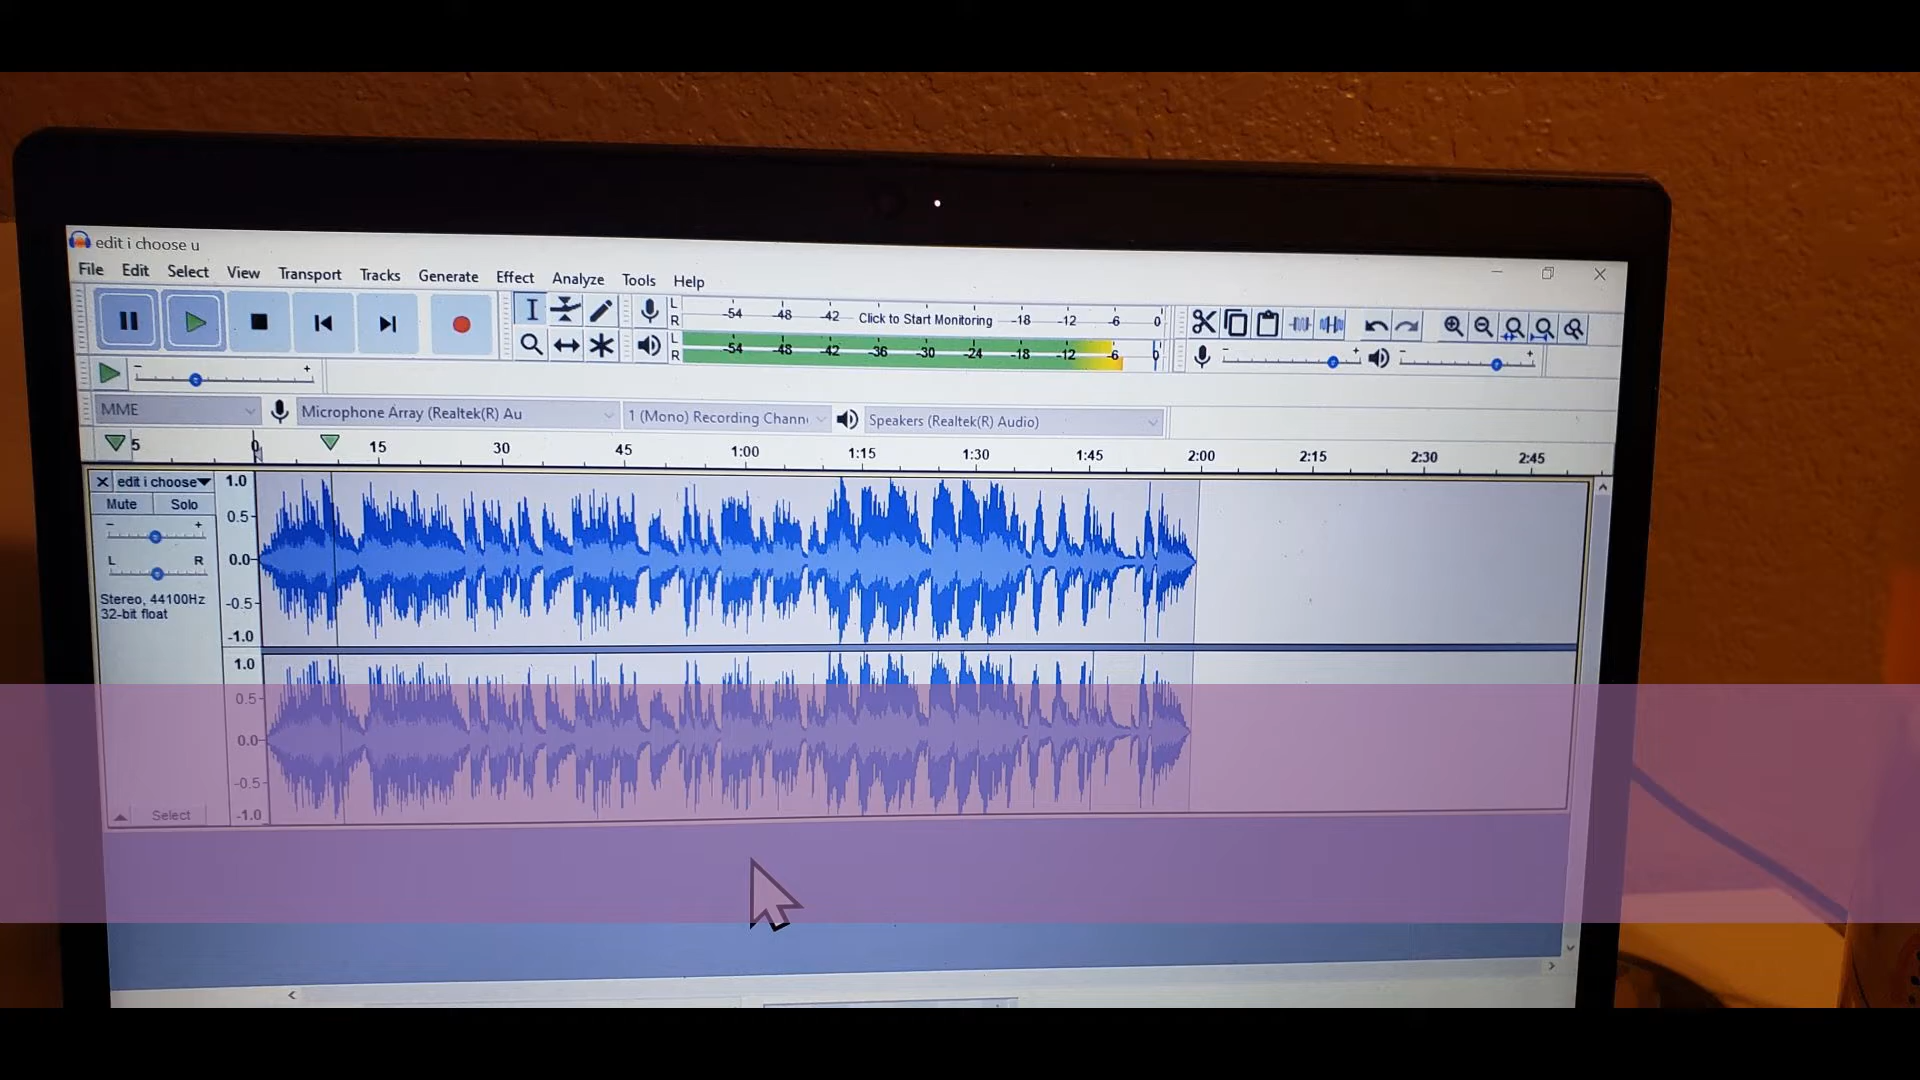 edit i choose u
File Edit Select View Transport Tracks Generate Effect Analyze Tools Help
L
R
-54 -48 -42 Click to Start Monitoring -18 -12 -6 0
L
R
-54 -48 -42 -36 -30 -24 -18 -12 -6 0
- +
- +
- +
MME
Microphone Array (Realtek(R) Au
1 (Mono) Recording Chann
Speakers (Realtek(R) Audio)
5 0 15 30 45 1:00 1:15 1:30 1:45 2:00 2:15 2:30 2:45
edit i choose
Mute Solo
- +
L R
Stereo, 44100Hz
32-bit float
Select
1.0
0.5
0.0
-0.5
-1.0
1.0
0.5
0.0
-0.5
-1.0